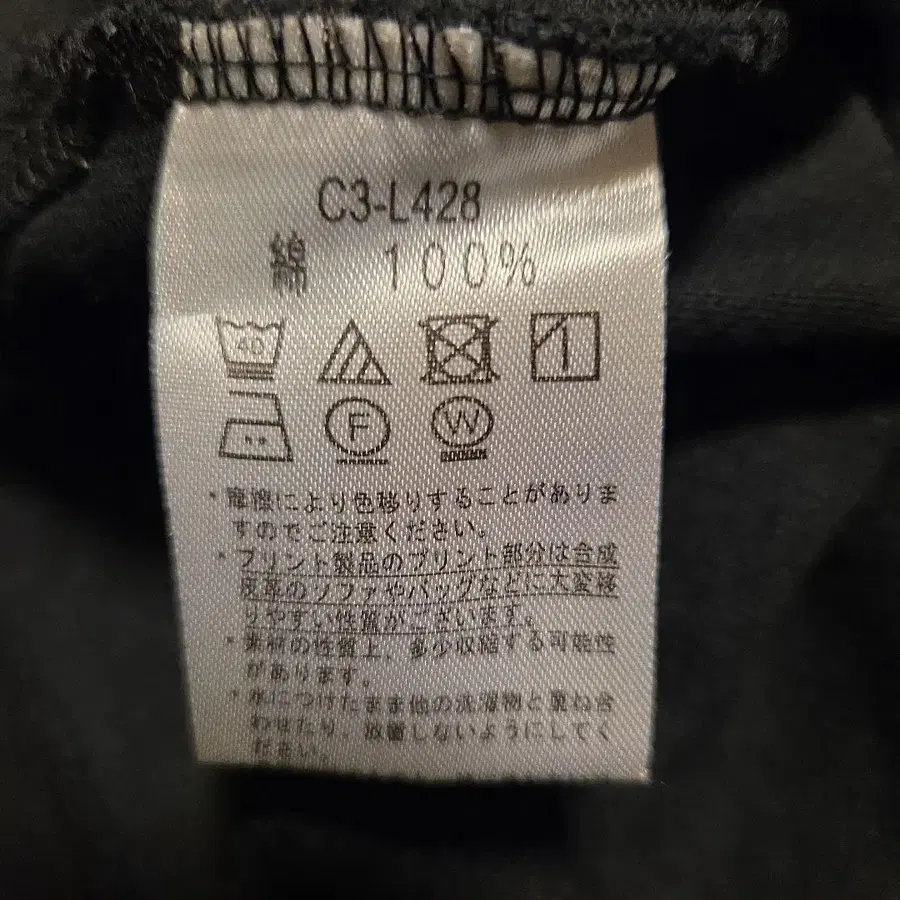 C3-L428
綿 100%
40
F
W
・摩擦により色移りすることがありま
すのでご注意ください。
・プリント製品のプリント部分は合成
皮革のソファやバッグなどに大変移
りやすい性質がございます。
・素材の性質上、多少収縮する可能性
があります。
・水につけたまま他の洗濯物と重ね合
わせたり、放置しないようにしてく
ださい。